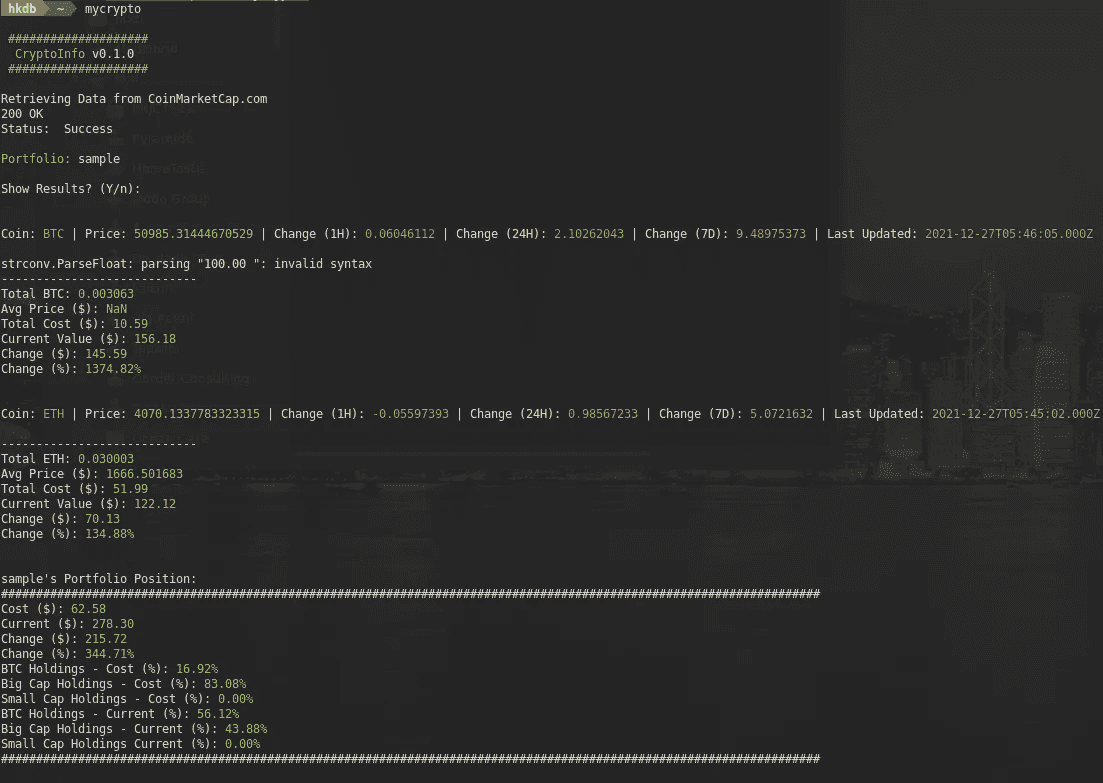 hkdb ~ mycrypto
####################
CryptoInfo v0.1.0
####################
Retrieving Data from CoinMarketCap.com
200 OK
Status:  Success
Portfolio: sample
Show Results? (Y/n):
Coin: BTC | Price: 50985.31444670529 | Change (1H): 0.06046112 | Change (24H): 2.10262043 | Change (7D): 9.48975373 | Last Updated: 2021-12-27T05:46:05.000Z
strconv.ParseFloat: parsing "100.00 ": invalid syntax
----------------------------
Total BTC: 0.003063
Avg Price ($): NaN
Total Cost ($): 10.59
Current Value ($): 156.18
Change ($): 145.59
Change (%): 1374.82%
Coin: ETH | Price: 4070.1337783323315 | Change (1H): -0.05597393 | Change (24H): 0.98567233 | Change (7D): 5.0721632 | Last Updated: 2021-12-27T05:45:02.000Z
----------------------------
Total ETH: 0.030003
Avg Price ($): 1666.501683
Total Cost ($): 51.99
Current Value ($): 122.12
Change ($): 70.13
Change (%): 134.88%
sample's Portfolio Position:
#####################################################################################################################
Cost ($): 62.58
Current ($): 278.30
Change ($): 215.72
Change (%): 344.71%
BTC Holdings - Cost (%): 16.92%
Big Cap Holdings - Cost (%): 83.08%
Small Cap Holdings - Cost (%): 0.00%
BTC Holdings - Current (%): 56.12%
Big Cap Holdings - Current (%): 43.88%
Small Cap Holdings Current (%): 0.00%
#####################################################################################################################